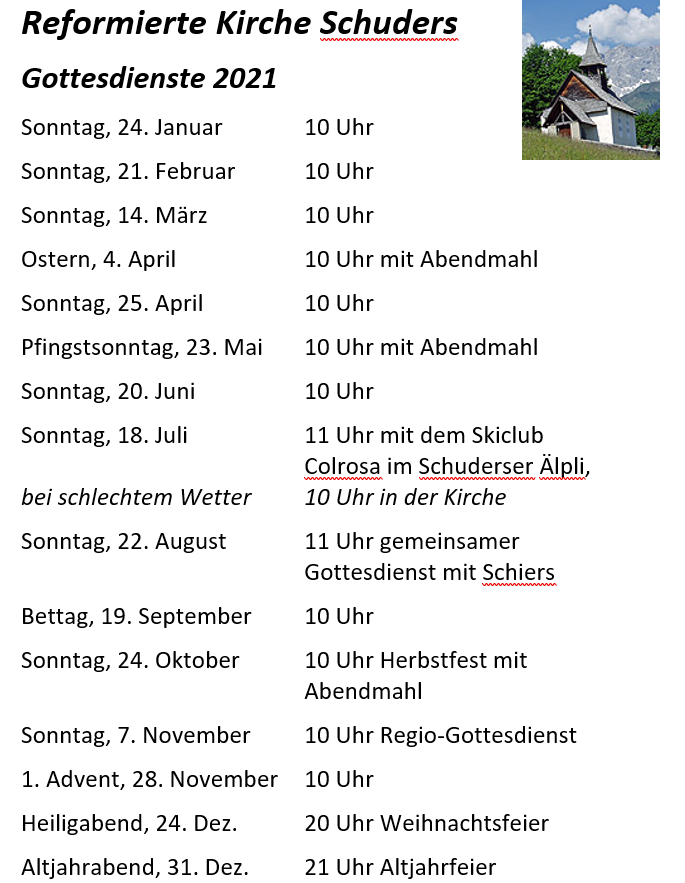 Reformierte Kirche Schuders
Gottesdienste 2021
Sonntag, 24. Januar 10 Uhr
Sonntag, 21. Februar 10 Uhr
Sonntag, 14. März 10 Uhr
Ostern, 4. April 10 Uhr mit Abendmahl
Sonntag, 25. April 10 Uhr
Pfingstsonntag, 23. Mai 10 Uhr mit Abendmahl
Sonntag, 20. Juni 10 Uhr
Sonntag, 18. Juli 11 Uhr mit dem Skiclub
Colrosa im Schuderser Älpli,
bei schlechtem Wetter 10 Uhr in der Kirche
Sonntag, 22. August 11 Uhr gemeinsamer
Gottesdienst mit Schiers
Bettag, 19. September 10 Uhr
Sonntag, 24. Oktober 10 Uhr Herbstfest mit
Abendmahl
Sonntag, 7. November 10 Uhr Regio-Gottesdienst
1. Advent, 28. November 10 Uhr
Heiligabend, 24. Dez. 20 Uhr Weihnachtsfeier
Altjahrabend, 31. Dez. 21 Uhr Altjahrfeier